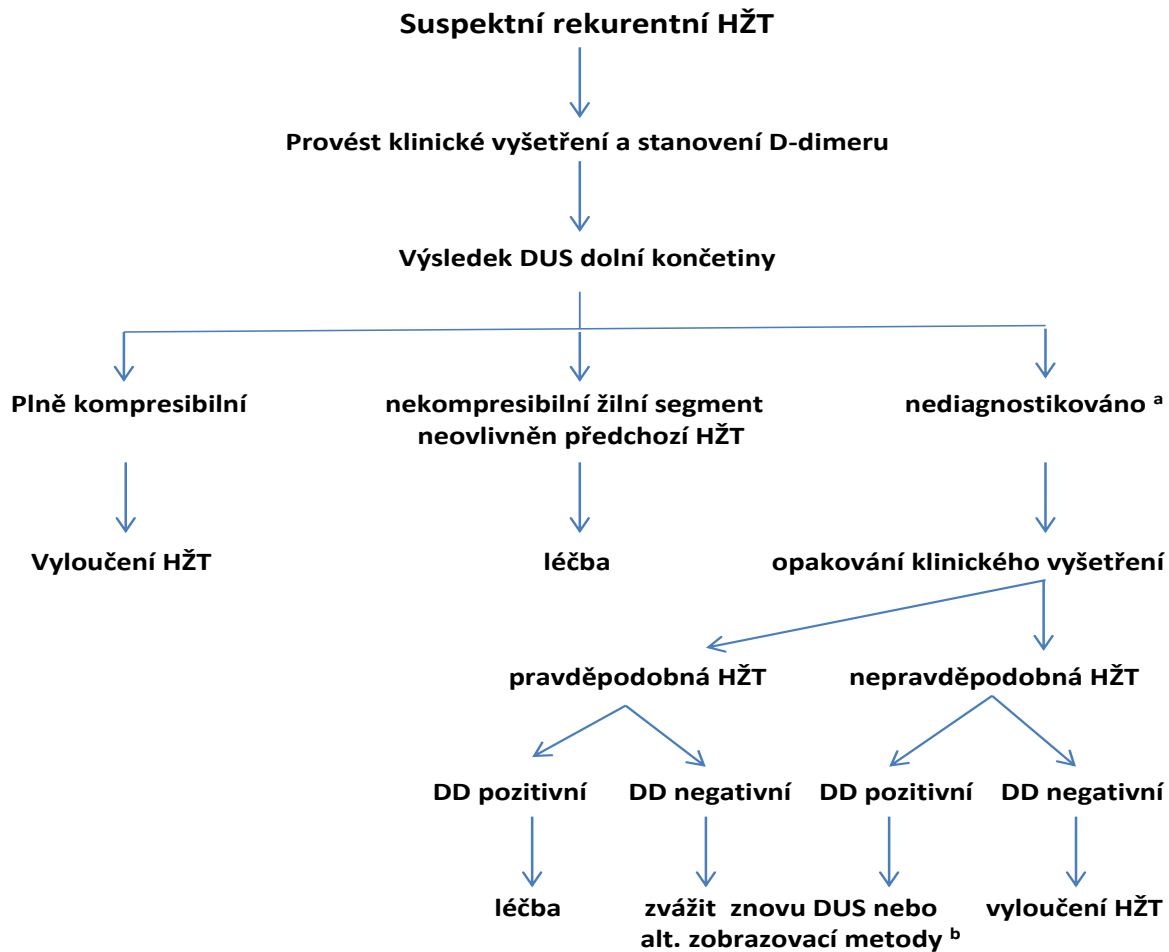 Suspektní rekurentní HŽT
Provést klinické vyšetření a stanovení D-dimeru
Výsledek DUS dolní končetiny
Plně kompresibilní
nekompresibilní žilní segment
neovlivněn předchozí HŽT
nediagnostikováno a
Vyloučení HŽT
léčba
opakování klinického vyšetření
pravděpodobná HŽT
nepravděpodobná HŽT
DD pozitivní
DD negativní
DD pozitivní
DD negativní
léčba
zvážit znovu DUS nebo
alt. zobrazovací metody b
vyloučení HŽT